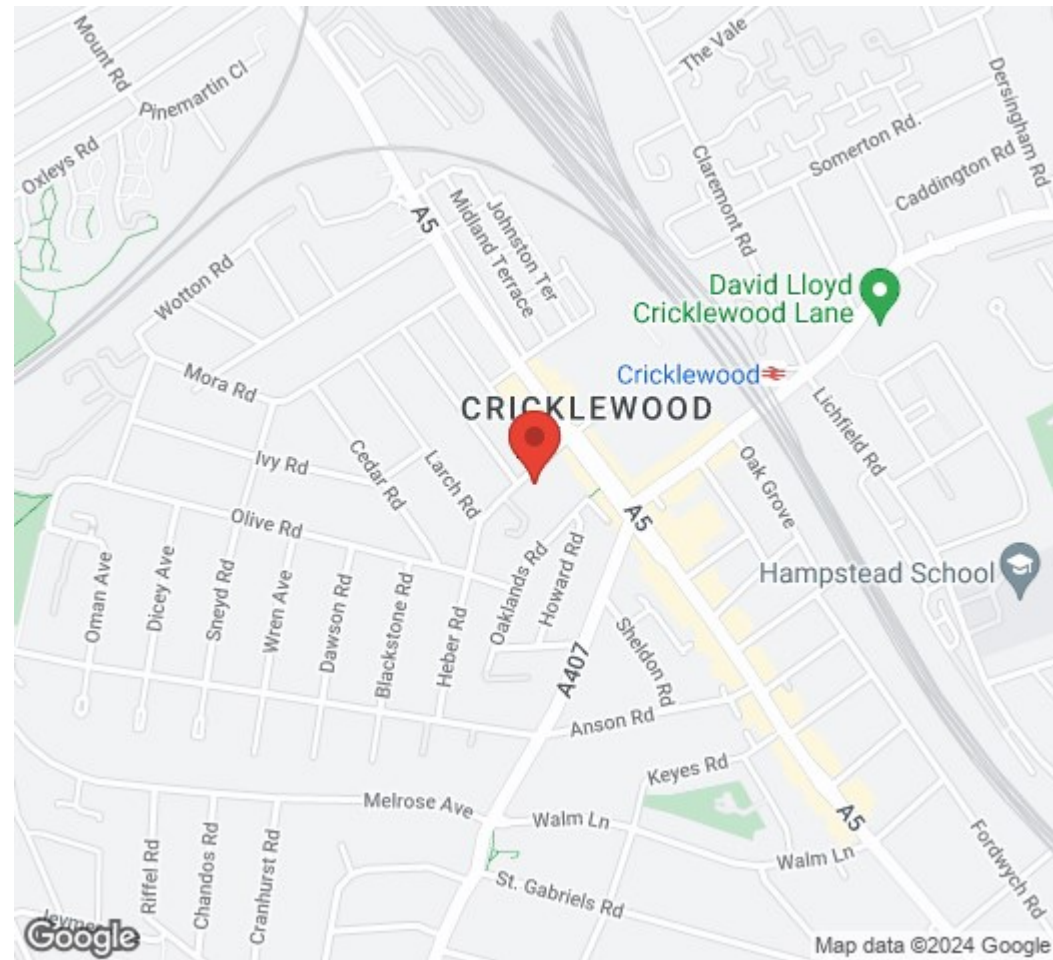 Mount Rd
Pinemartin Cl
Oxleys Rd
The Vale
Dersingham Rd
Somerton Rd.
Claremont Rd
Caddington Rd
A5
Midland Terrace
Johnston Ter
Wotton Rd
David Lloyd
Cricklewood Lane
Cricklewood
Mora Rd
CRICKLEWOOD
Lichfield Rd
Ivy Rd
Cedar Rd
Larch Rd
Oak Grove
Olive Rd
A5
Oaklands Rd
Howard Rd
Hampstead School
Oman Ave
Dicey Ave
Sneyd Rd
Wren Ave
Dawson Rd
Blackstone Rd
Heber Rd
Sheldon Rd
A407
Anson Rd
Keyes Rd
Melrose Ave
Walm Ln
A5
Walm Ln
Fordwych Rd
Riffel Rd
Chandos Rd
Cranhurst Rd
St. Gabriels Rd
Google
Map data ©2024 Google